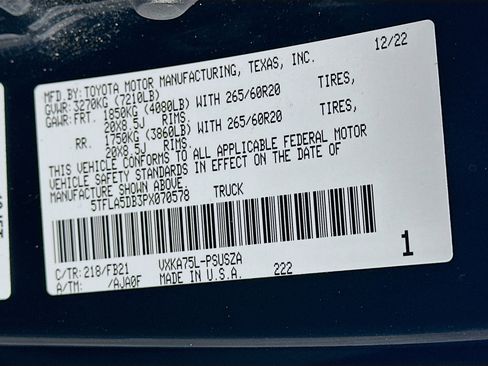 12/22
MFD.BY: TOYOTA MOTOR MANUFACTURING, TEXAS, INC.
GVWR: 3270KG (7210LB)
GAWR: FRT. 1850KG (4080LB) WITH 265/60R20 TIRES,
20X8.5J RIMS.
RR. 1750KG (3860LB) WITH 265/60R20 TIRES,
20X8.5J RIMS.
THIS VEHICLE CONFORMS TO ALL APPLICABLE FEDERAL MOTOR
VEHICLE SAFETY STANDARDS IN EFFECT ON THE DATE OF
MANUFACTURE SHOWN ABOVE.
5TFLA5DB3PX070578 TRUCK
C/TR: 218/FB21 VXKA75L-PSUSZA
A/TM: /AJA0F MADE IN U.S.A. 222
1